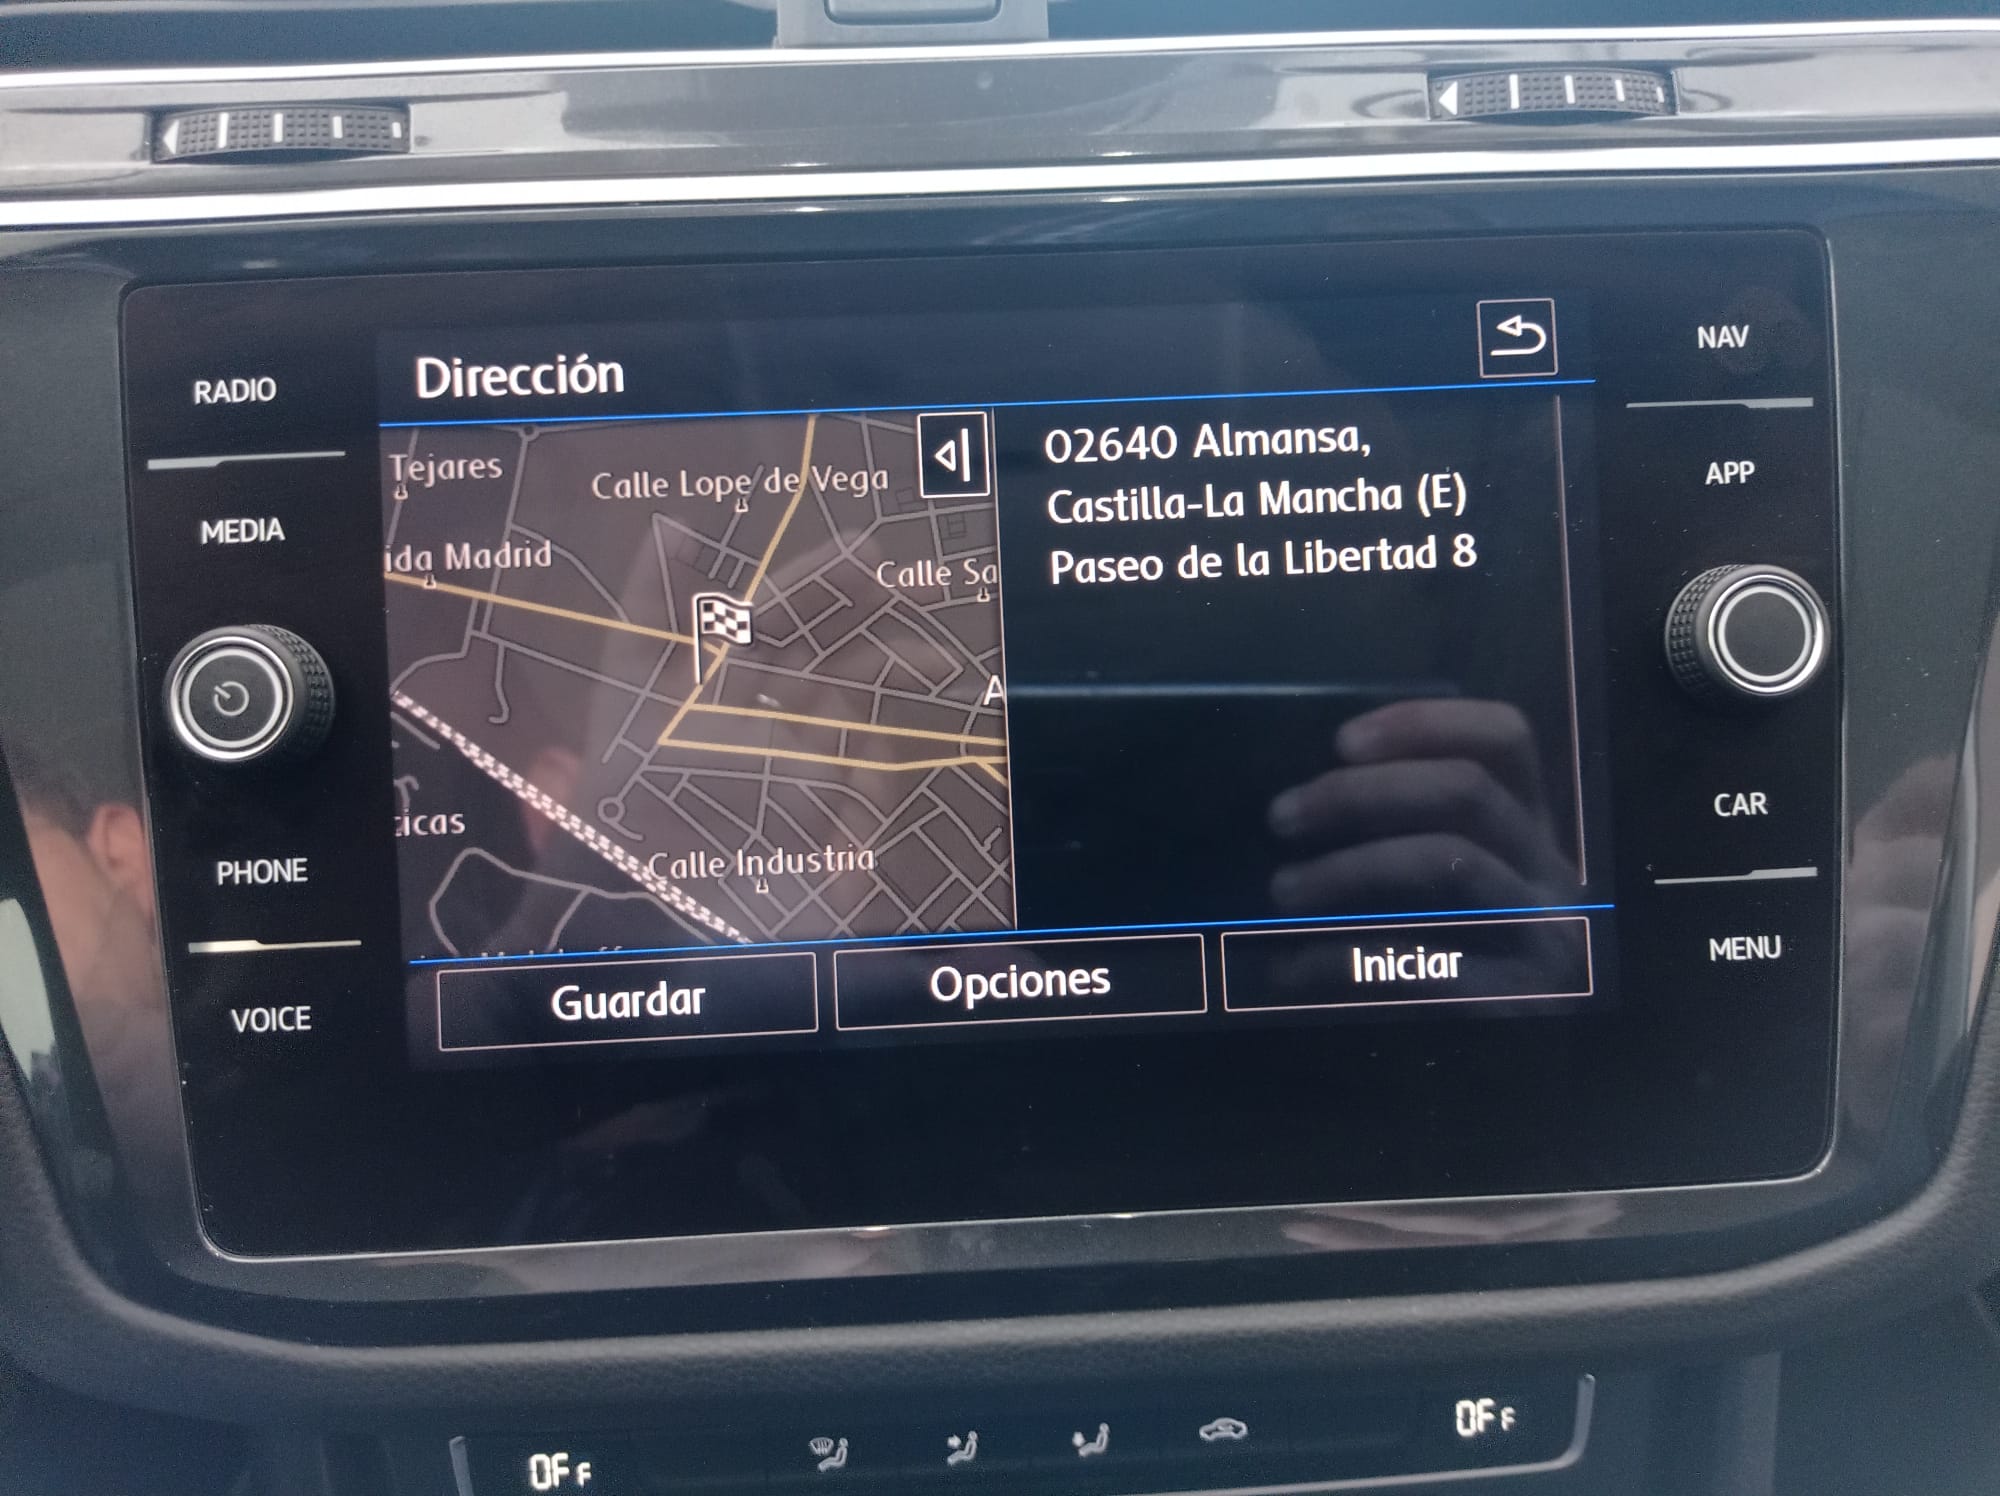 RADIO
MEDIA
PHONE
VOICE
Dirección
Tejares
Calle Lope de Vega
ida Madrid
Calle Sa
A
icas
Calle Industria
02640 Almansa,
Castilla-La Mancha (E)
Paseo de la Libertad 8
Guardar
Opciones
Iniciar
NAV
APP
CAR
MENU
OFF
OFF